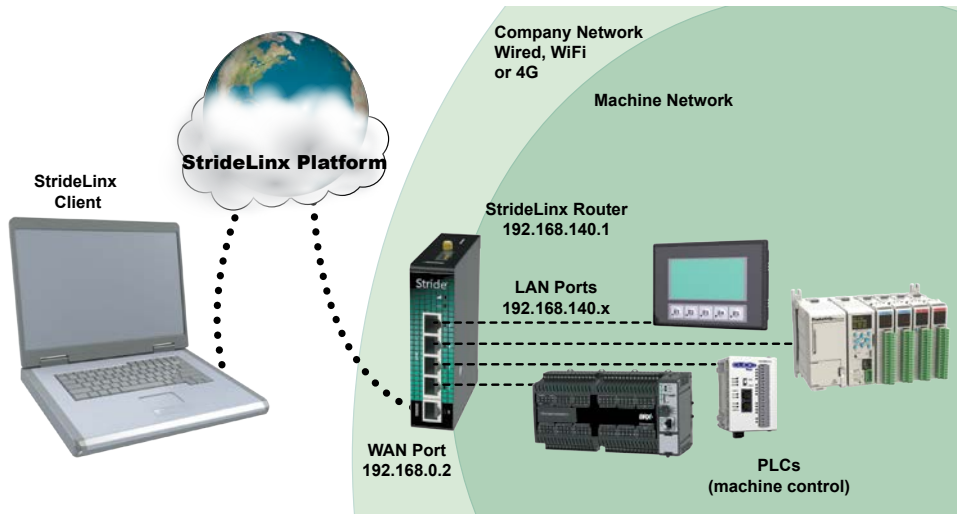 Company Network
Wired, WiFi
or 4G
Machine Network
StrideLinx Platform
StrideLinx
Client
StrideLinx Router
192.168.140.1
Stride
LAN Ports
192.168.140.x
WAN Port
192.168.0.2
PLCs
(machine control)